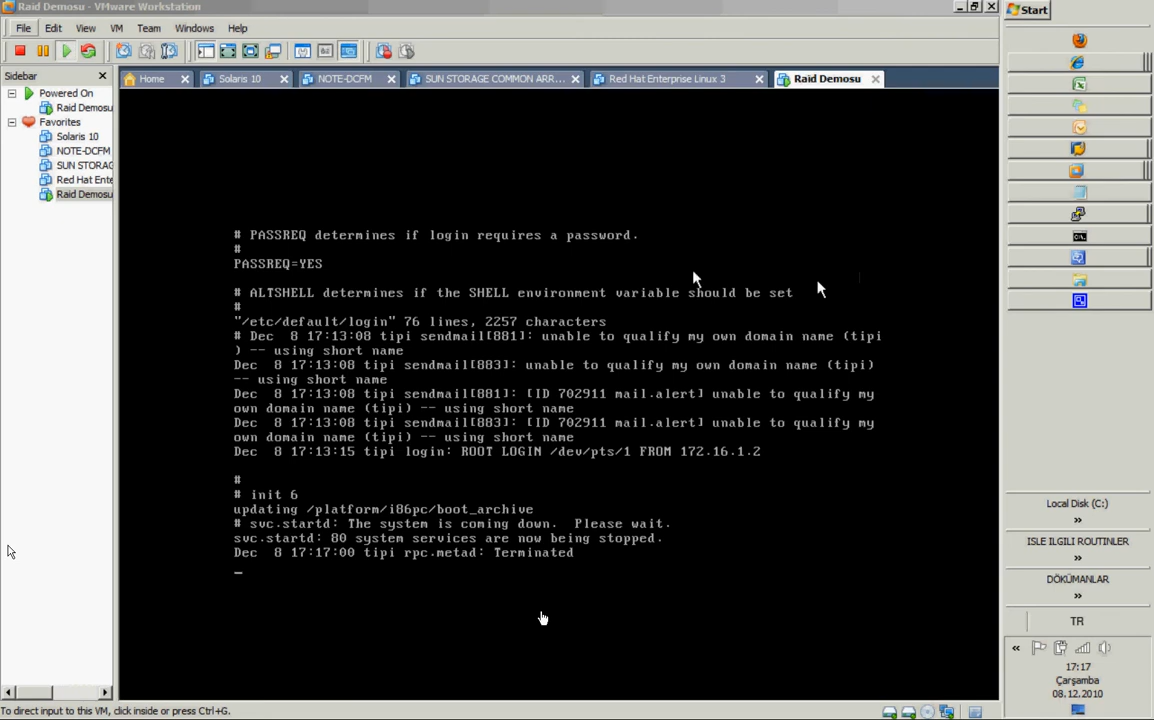 Raid Demosu - VMware Workstation
File Edit View VM Team Windows Help
Sidebar
Powered On
Raid Demosu
Favorites
Solaris 10
NOTE-DCFM
SUN STORAG
Red Hat Ente
Raid Demosu
Home Solaris 10 NOTE-DCFM SUN STORAGE COMMON ARR... Red Hat Enterprise Linux 3 Raid Demosu
# PASSREQ determines if login requires a password.
#
PASSREQ=YES
# ALTSHELL determines if the SHELL environment variable should be set
#
"/etc/default/login" 76 lines, 2257 characters
# Dec  8 17:13:08 tipi sendmail[881]: unable to qualify my own domain name (tipi
) -- using short name
Dec  8 17:13:08 tipi sendmail[883]: unable to qualify my own domain name (tipi)
-- using short name
Dec  8 17:13:08 tipi sendmail[881]: [ID 702911 mail.alert] unable to qualify my
own domain name (tipi) -- using short name
Dec  8 17:13:08 tipi sendmail[883]: [ID 702911 mail.alert] unable to qualify my
own domain name (tipi) -- using short name
Dec  8 17:13:15 tipi login: ROOT LOGIN /dev/pts/1 FROM 172.16.1.2
#
# init 6
updating /platform/i86pc/boot_archive
# svc.startd: The system is coming down.  Please wait.
svc.startd: 80 system services are now being stopped.
Dec  8 17:17:00 tipi rpc.metad: Terminated
_
To direct input to this VM, click inside or press Ctrl+G.
Start
Local Disk (C:)
»
ISLE ILGILI ROUTINLER
»
DÖKÜMANLAR
»
TR
«
17:17
Çarşamba
08.12.2010